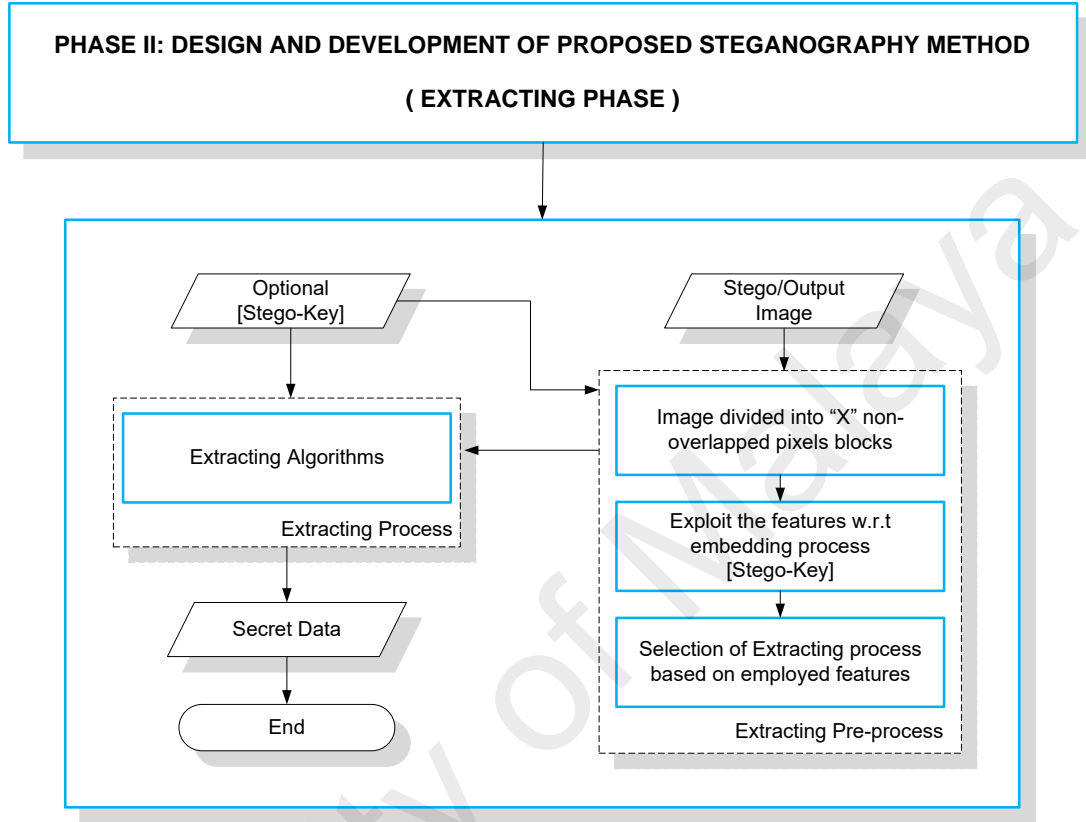 PHASE II: DESIGN AND DEVELOPMENT OF PROPOSED STEGANOGRAPHY METHOD
( EXTRACTING PHASE )
Optional
[Stego-Key]
Stego/Output
Image
Extracting Algorithms
Extracting Process
Image divided into “X” non-
overlapped pixels blocks
Exploit the features w.r.t
embedding process
[Stego-Key]
Selection of Extracting process
based on employed features
Extracting Pre-process
Secret Data
End
of Malaya